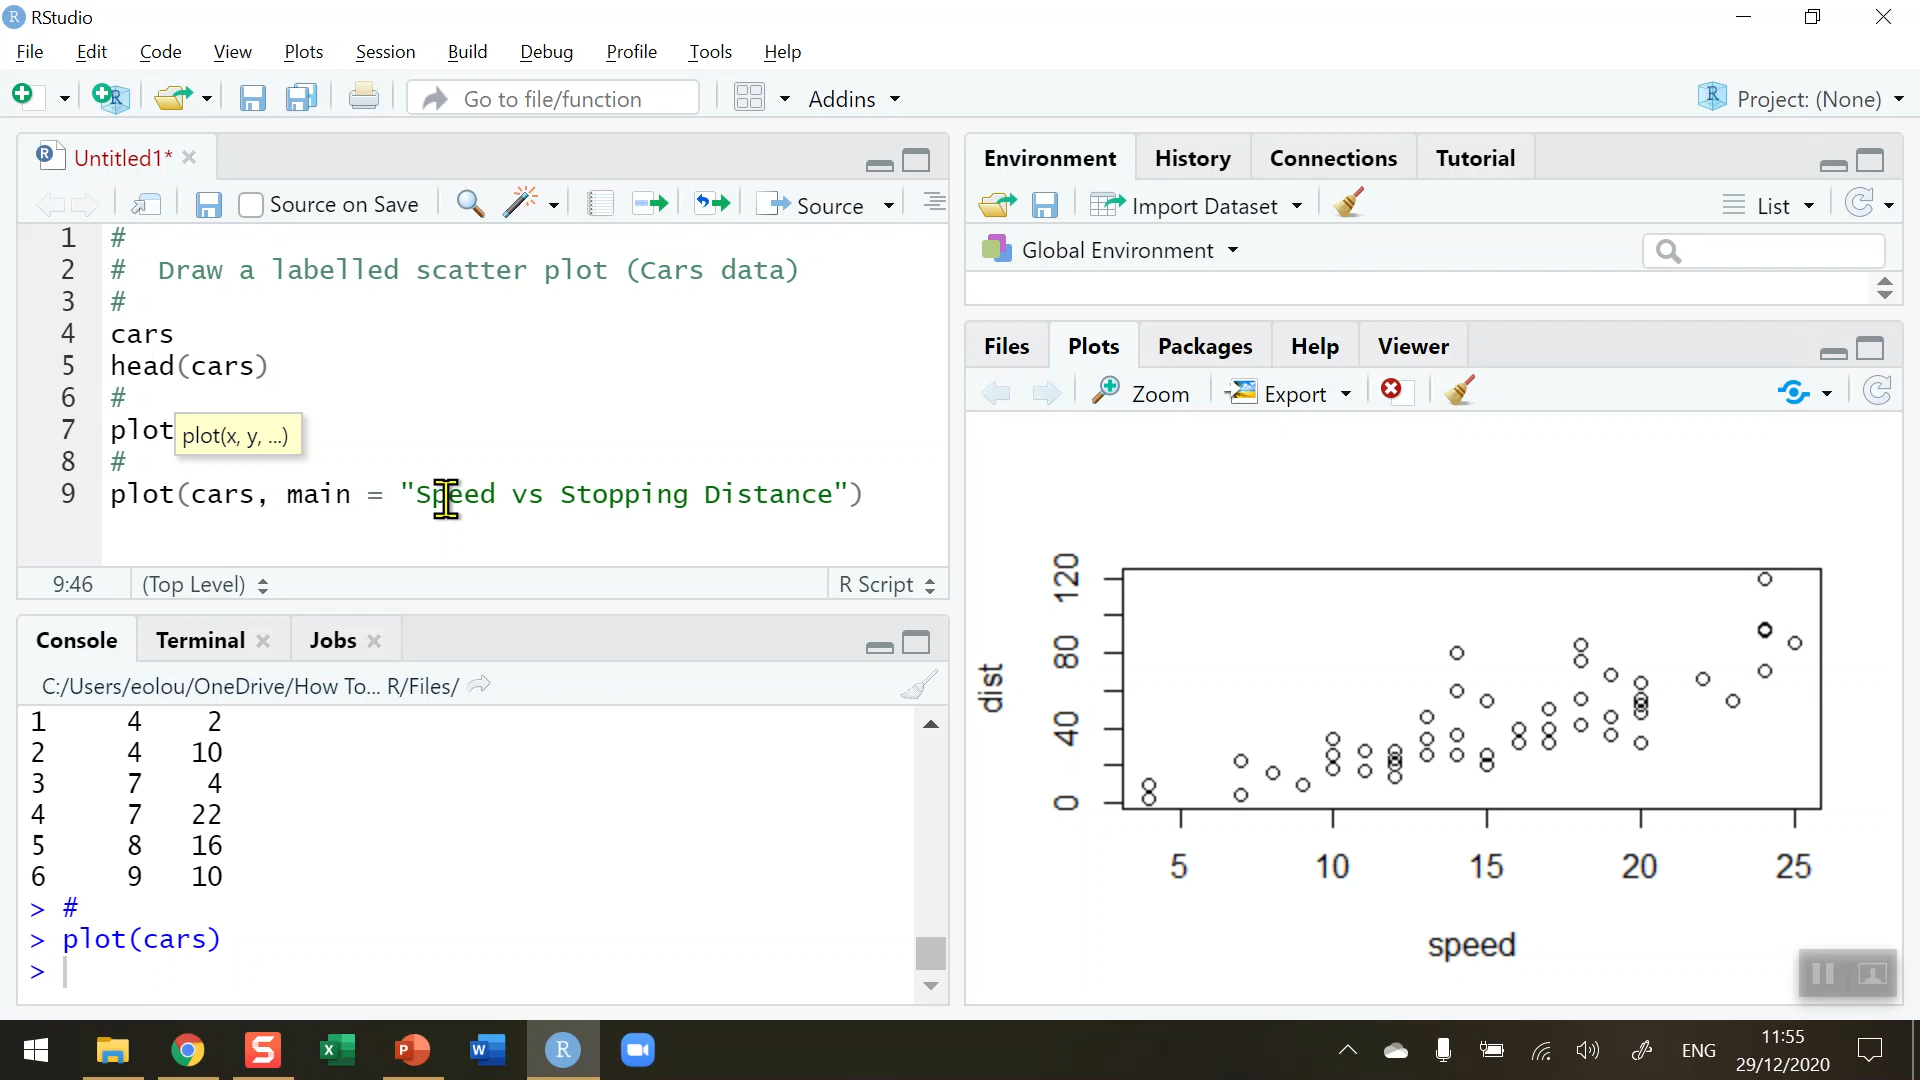 RStudio
File Edit Code View Plots Session Build Debug Profile Tools Help
Go to file/function Addins Project: (None)
Untitled1*
Source on Save Source
1 #
2 # Draw a labelled scatter plot (Cars data)
3 #
4 cars
5 head(cars)
6 #
7 plot
plot(x, y, ...)
8 #
9 plot(cars, main = "Speed vs Stopping Distance")
9:46 (Top Level) R Script
Console Terminal Jobs
C:/Users/eolou/OneDrive/How To... R/Files/
1 4 2
2 4 10
3 7 4
4 7 22
5 8 16
6 9 10
> #
> plot(cars)
>
Environment History Connections Tutorial
Import Dataset List
Global Environment
Files Plots Packages Help Viewer
Zoom Export
dist
120
80
40
0
5 10 15 20 25
speed
ENG
11:55
29/12/2020